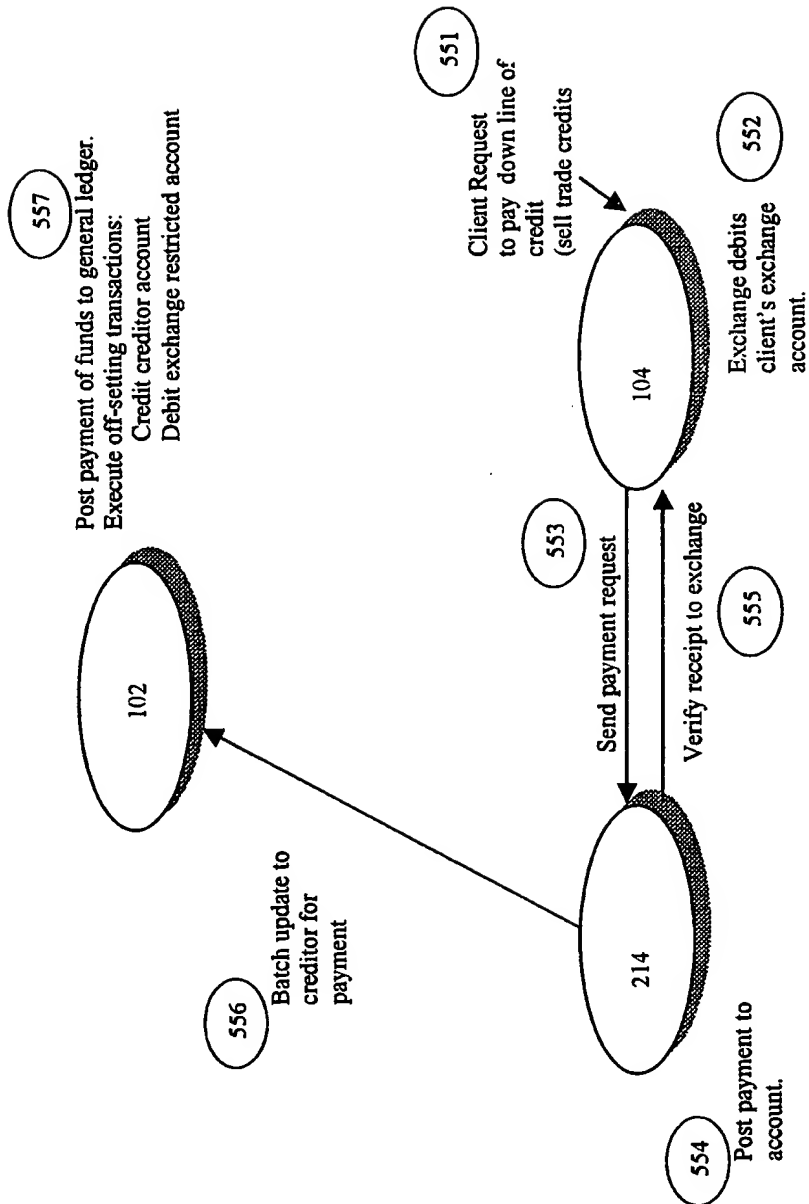 557
Post payment of funds to general ledger.
Execute off-setting transactions:
Credit creditor account
Debit exchange restricted account
102
556
Batch update to
creditor for
payment
551
Client Request
to pay down line of
credit
(sell trade credits
553
Send payment request
104
214
Verify receipt to exchange
555
552
Exchange debits
client's exchange
account.
554
Post payment to
account.